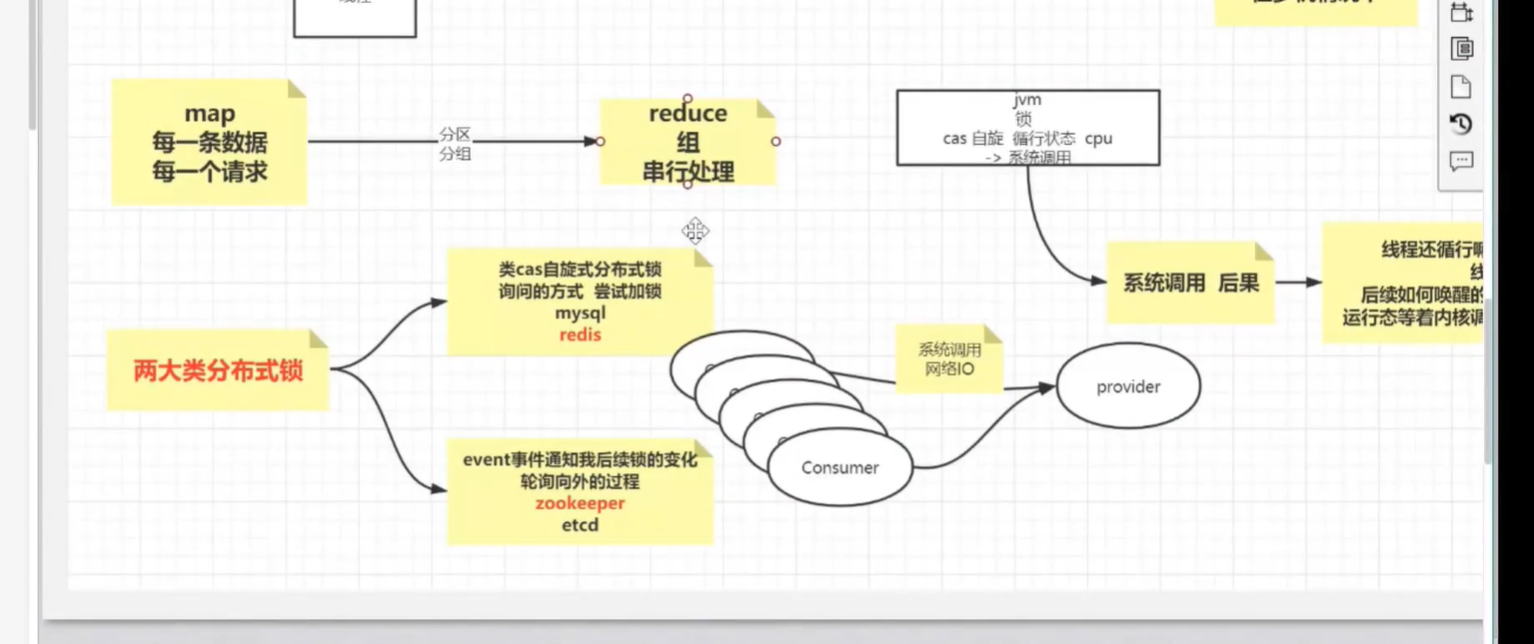 map
每一条数据
每一个请求
分区
分组
reduce
组
串行处理
jvm
锁
cas 自旋 循行状态 cpu
-> 系统调用
系统调用 后果
线程还循行
后续如何唤醒的
运行态等着内核调
两大类分布式锁
类cas自旋式分布式锁
询问的方式 尝试加锁
mysql
redis
event事件通知我后续锁的变化
轮询向外的过程
zookeeper
etcd
系统调用
网络IO
provider
Consumer